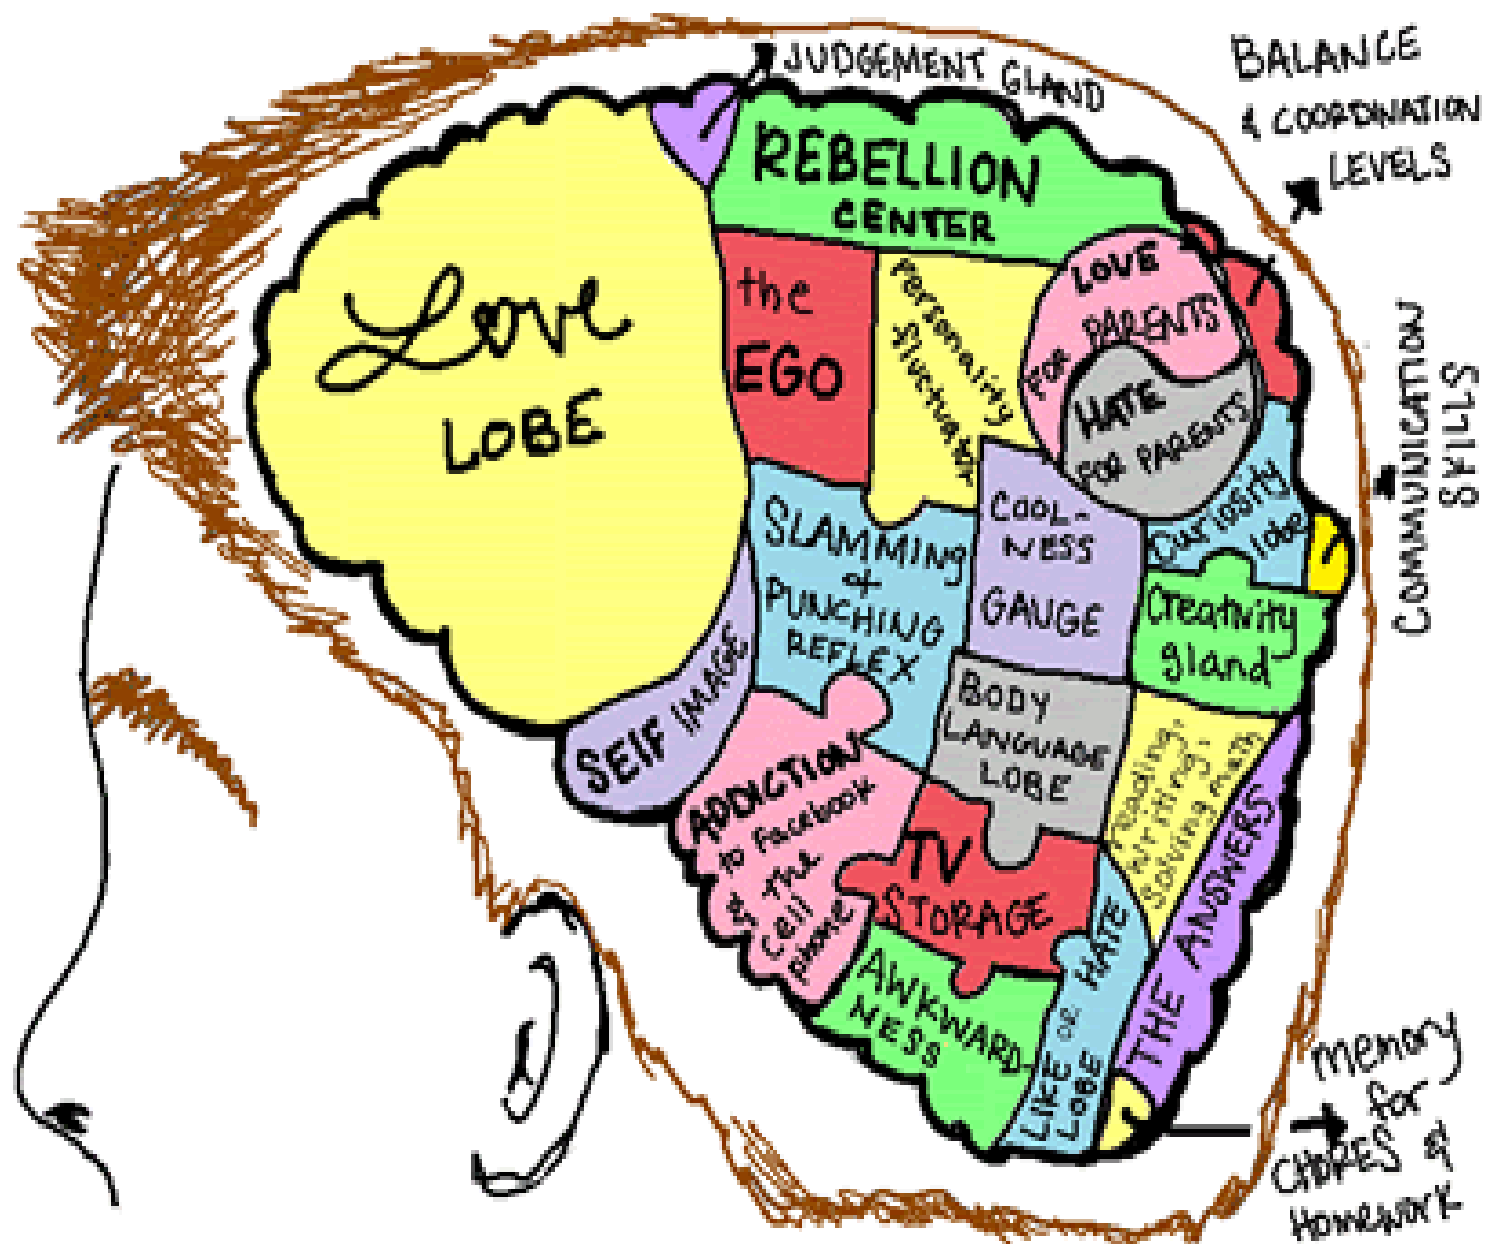 JUDGEMENT GLAND
BALANCE
& COORDINATION
LEVELS
REBELLION
CENTER
Love
LOBE
the
EGO
Personality
fluctuator
LOVE
FOR PARENTS
HATE
FOR PARENTS
COMMUNICATION
SKILLS
SLAMMING
&
PUNCHING
REFLEX
COOL-
NESS
GAUGE
Curiosity
lobe
Creativity
gland
SELF IMAGE
BODY
LANGUAGE
LOBE
Reading,
writing,
solving math
ADDICTION
to Facebook
& The
Cell
phone
TV
STORAGE
THE ANSWERS
AWKWARD-
NESS
LIKE OR HATE
LOBE
Memory
for
CHORES &
HOMEWORK